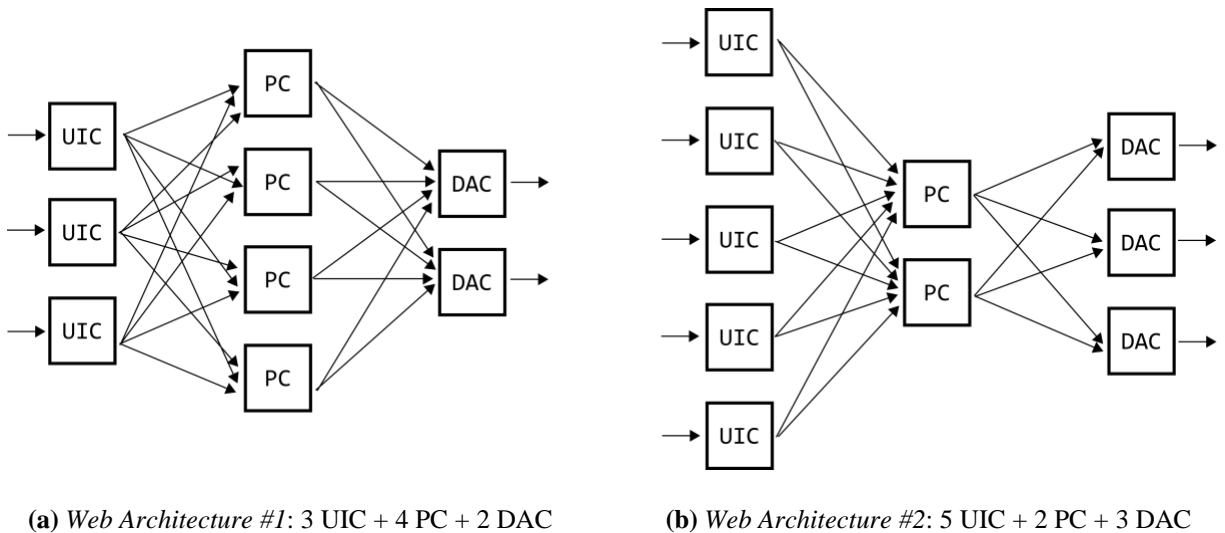 UIC
UIC
UIC
PC
PC
PC
PC
DAC
DAC
(a) Web Architecture #1: 3 UIC + 4 PC + 2 DAC
UIC
UIC
UIC
UIC
UIC
PC
PC
DAC
DAC
DAC
(b) Web Architecture #2: 5 UIC + 2 PC + 3 DAC